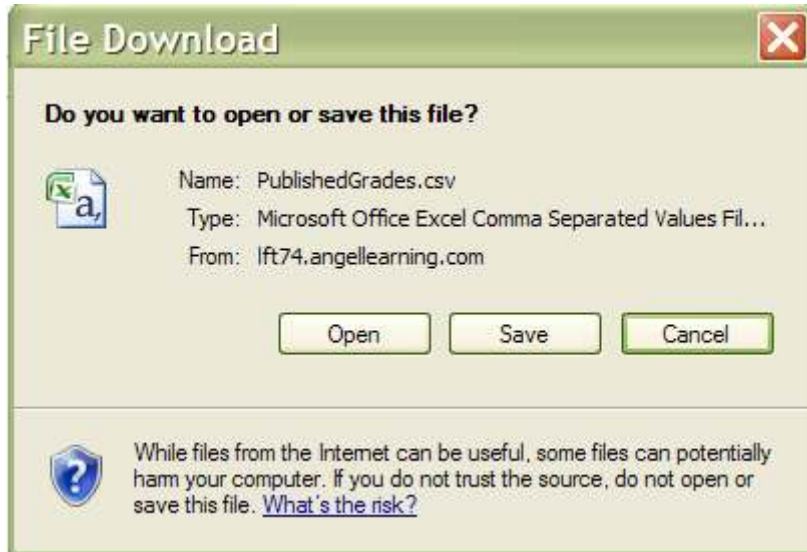 File Download
Do you want to open or save this file?
a,
Name: PublishedGrades.csv
Type: Microsoft Office Excel Comma Separated Values Fil...
From: lft74.angellearning.com
Open Save Cancel
While files from the Internet can be useful, some files can potentially
harm your computer. If you do not trust the source, do not open or
save this file. What's the risk?